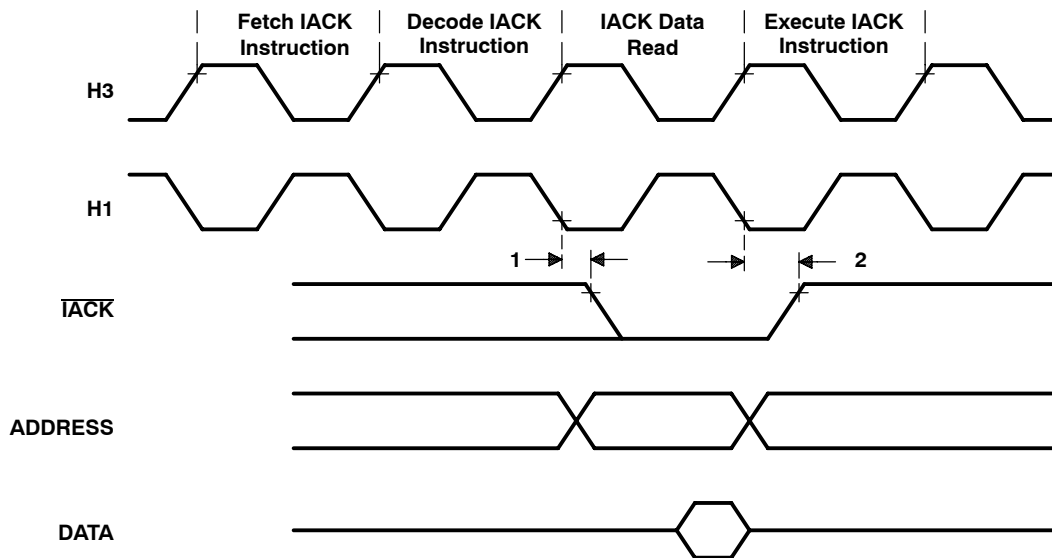 Fetch IACK
Instruction
Decode IACK
Instruction
IACK Data
Read
Execute IACK
Instruction
H3
H1
1
2
IACK
ADDRESS
DATA